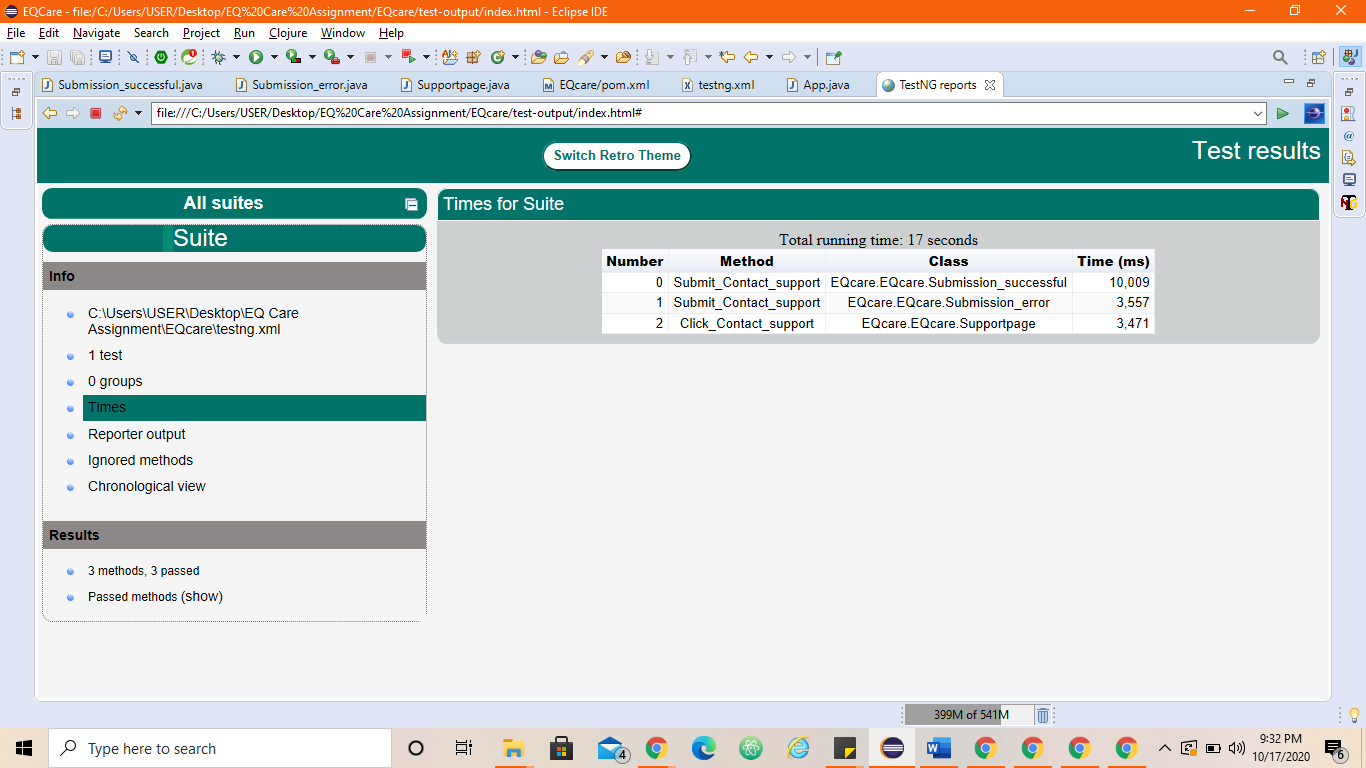 EQCare - file:/C:/Users/USER/Desktop/EQ%20Care%20Assignment/EQcare/test-output/index.html - Eclipse IDE
File Edit Navigate Search Project Run Clojure Window Help
Submission_successful.java Submission_error.java Supportpage.java EQcare/pom.xml testng.xml App.java TestNG reports
file:///C:/Users/USER/Desktop/EQ%20Care%20Assignment/EQcare/test-output/index.html#
Switch Retro Theme
Test results
All suites
Suite
Info
C:\Users\USER\Desktop\EQ Care
Assignment\EQcare\testng.xml
1 test
0 groups
Times
Reporter output
Ignored methods
Chronological view
Results
3 methods, 3 passed
Passed methods (show)
Times for Suite
Total running time: 17 seconds
Number Method Class Time (ms)
0 Submit_Contact_support EQcare.EQcare.Submission_successful 10,009
1 Submit_Contact_support EQcare.EQcare.Submission_error 3,557
2 Click_Contact_support EQcare.EQcare.Supportpage 3,471
399M of 541M
Type here to search
4
9:32 PM
10/17/2020
6